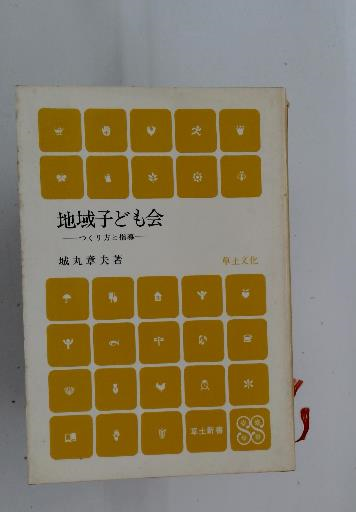 地域子ども会
―つくり方と指導―
城丸章夫著
草土文化
草土新書